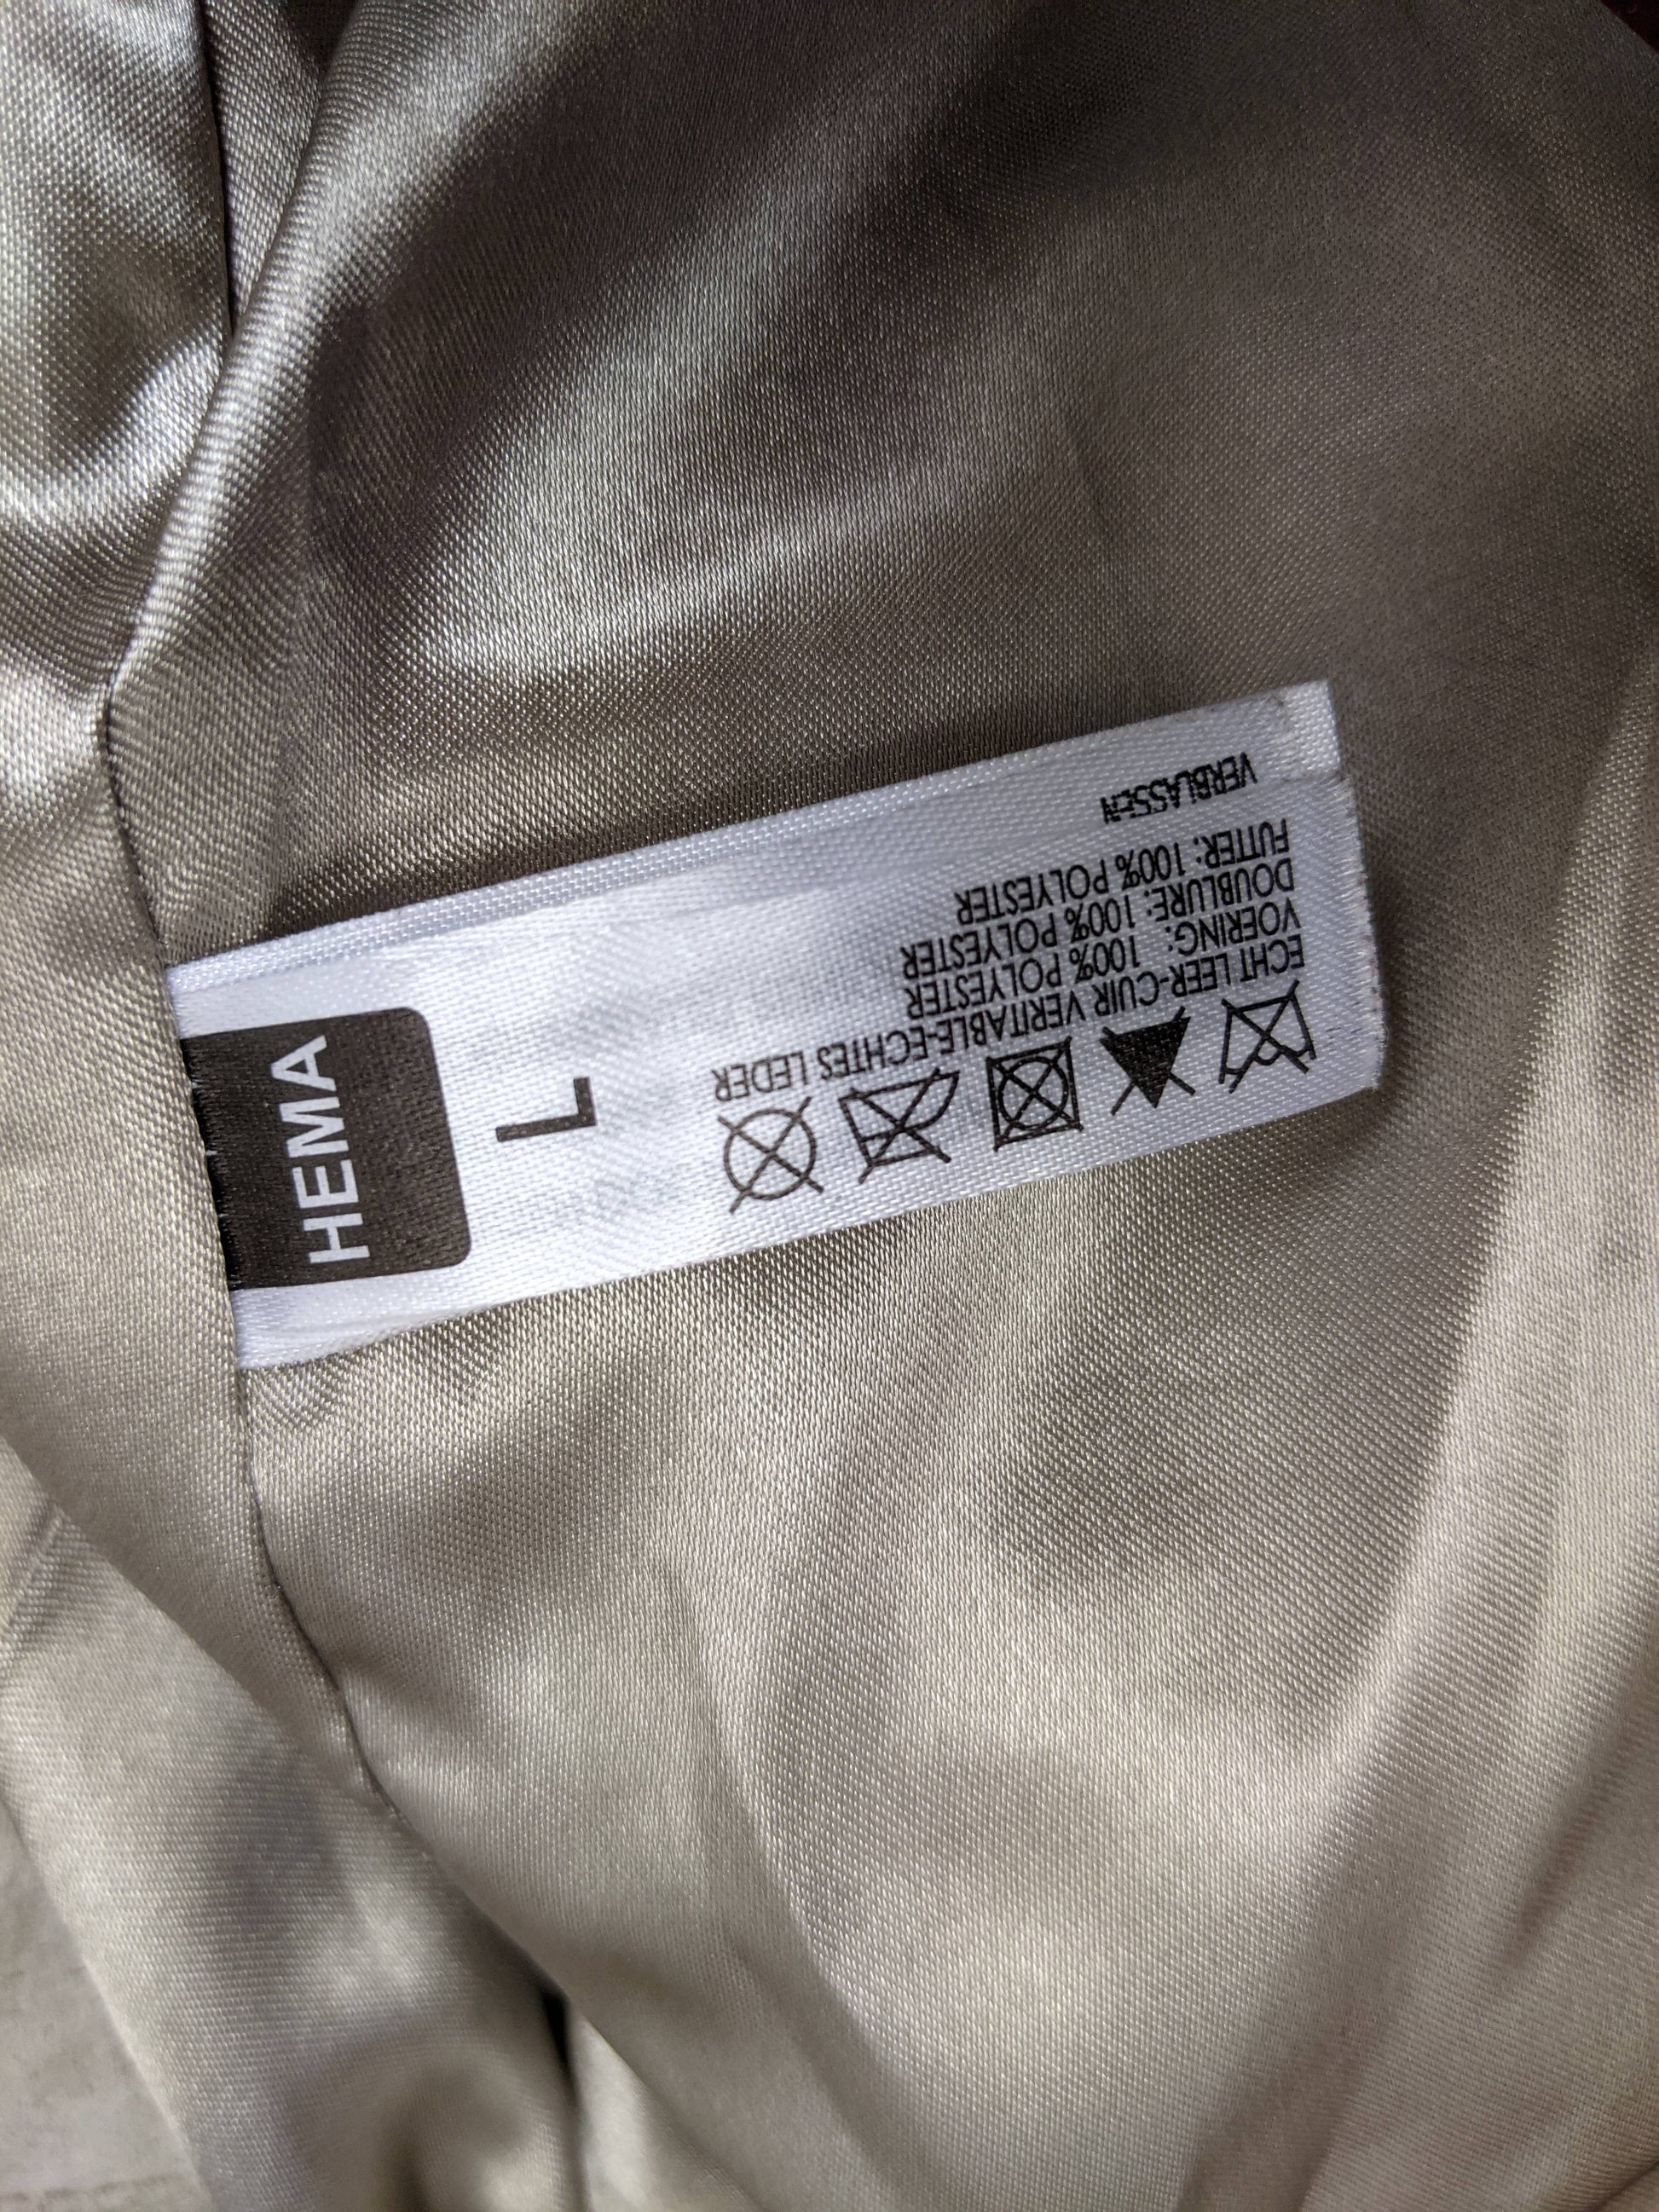 HEMA
L
ECHT LEER-CUIR VERITABLE-ECHTES LEDER
VOERING: 100% POLYESTER
DOUBLURE: 100% POLYESTER
FUTTER: 100% POLYESTER
VERBLASSEN